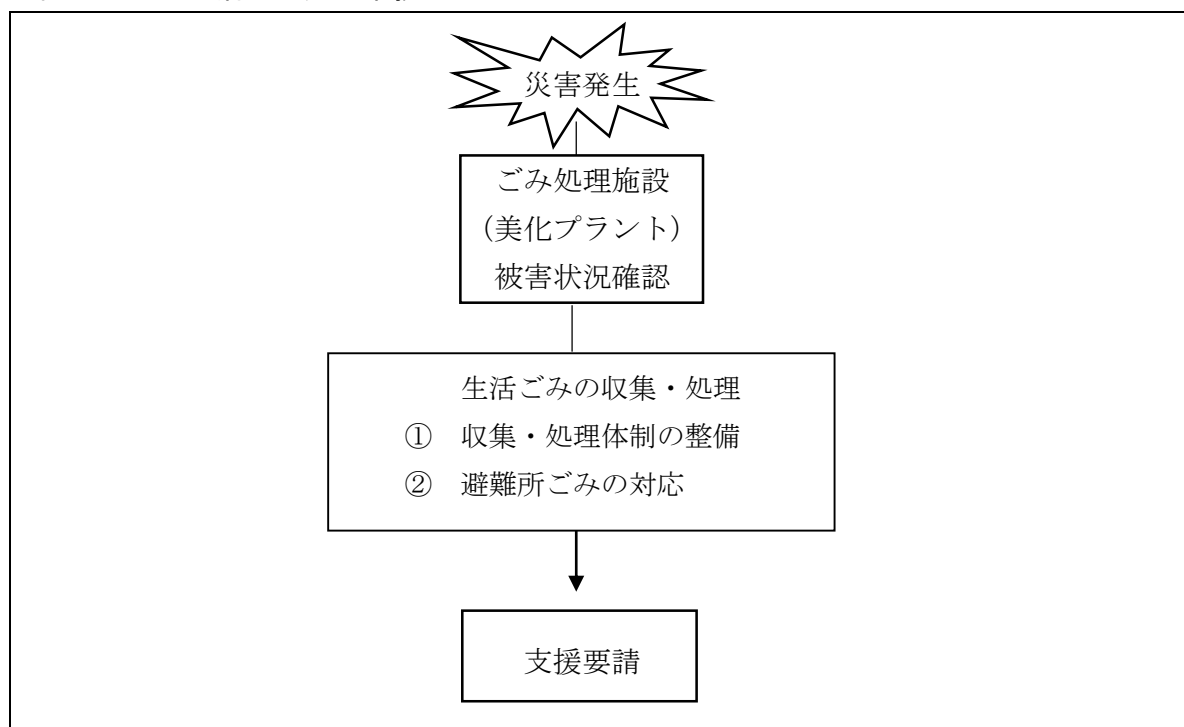 災害発生
ごみ処理施設
（美化プラント）
被害状況確認
生活ごみの収集・処理
① 収集・処理体制の整備
② 避難所ごみの対応
支援要請